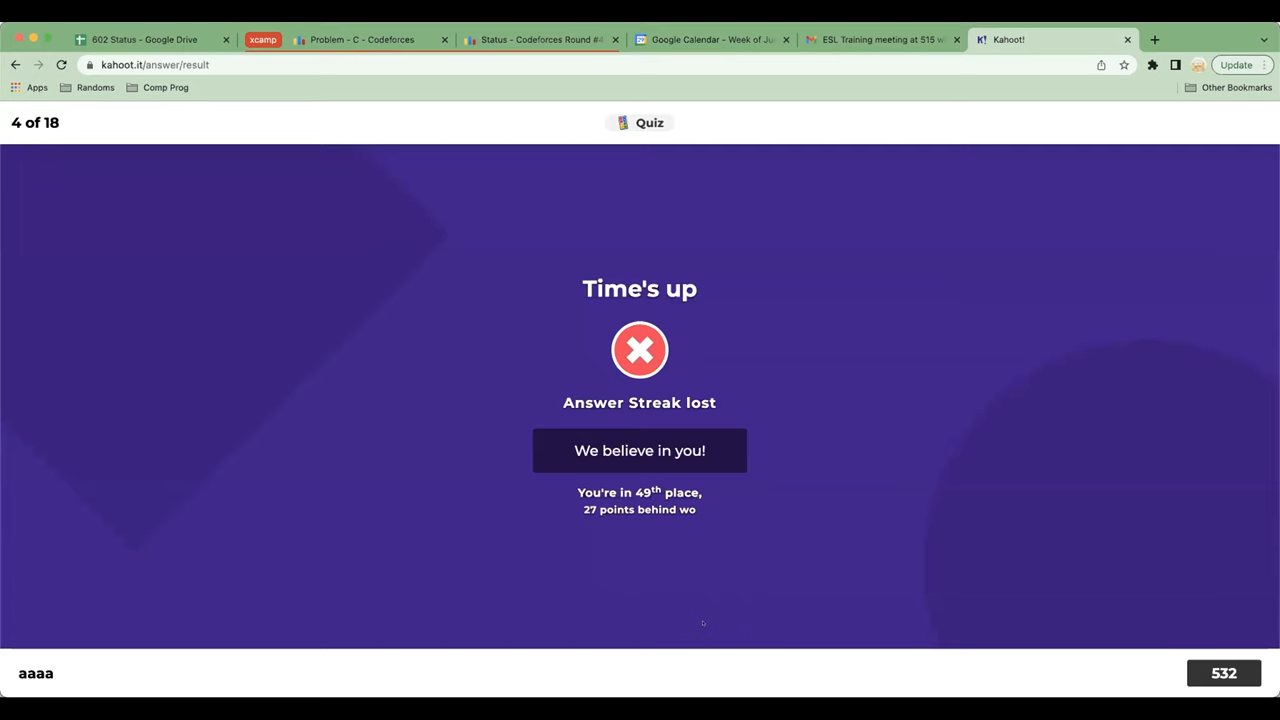 602 Status - Google Drive
xcamp
Problem - C - Codeforces
Status - Codeforces Round #4
Google Calendar - Week of Ju
ESL Training meeting at 515 w
K! Kahoot!
kahoot.it/answer/result
Update
Apps
Randoms
Comp Prog
Other Bookmarks
4 of 18
Quiz
Time's up
Answer Streak lost
We believe in you!
You're in 49th place,
27 points behind wo
aaaa
532